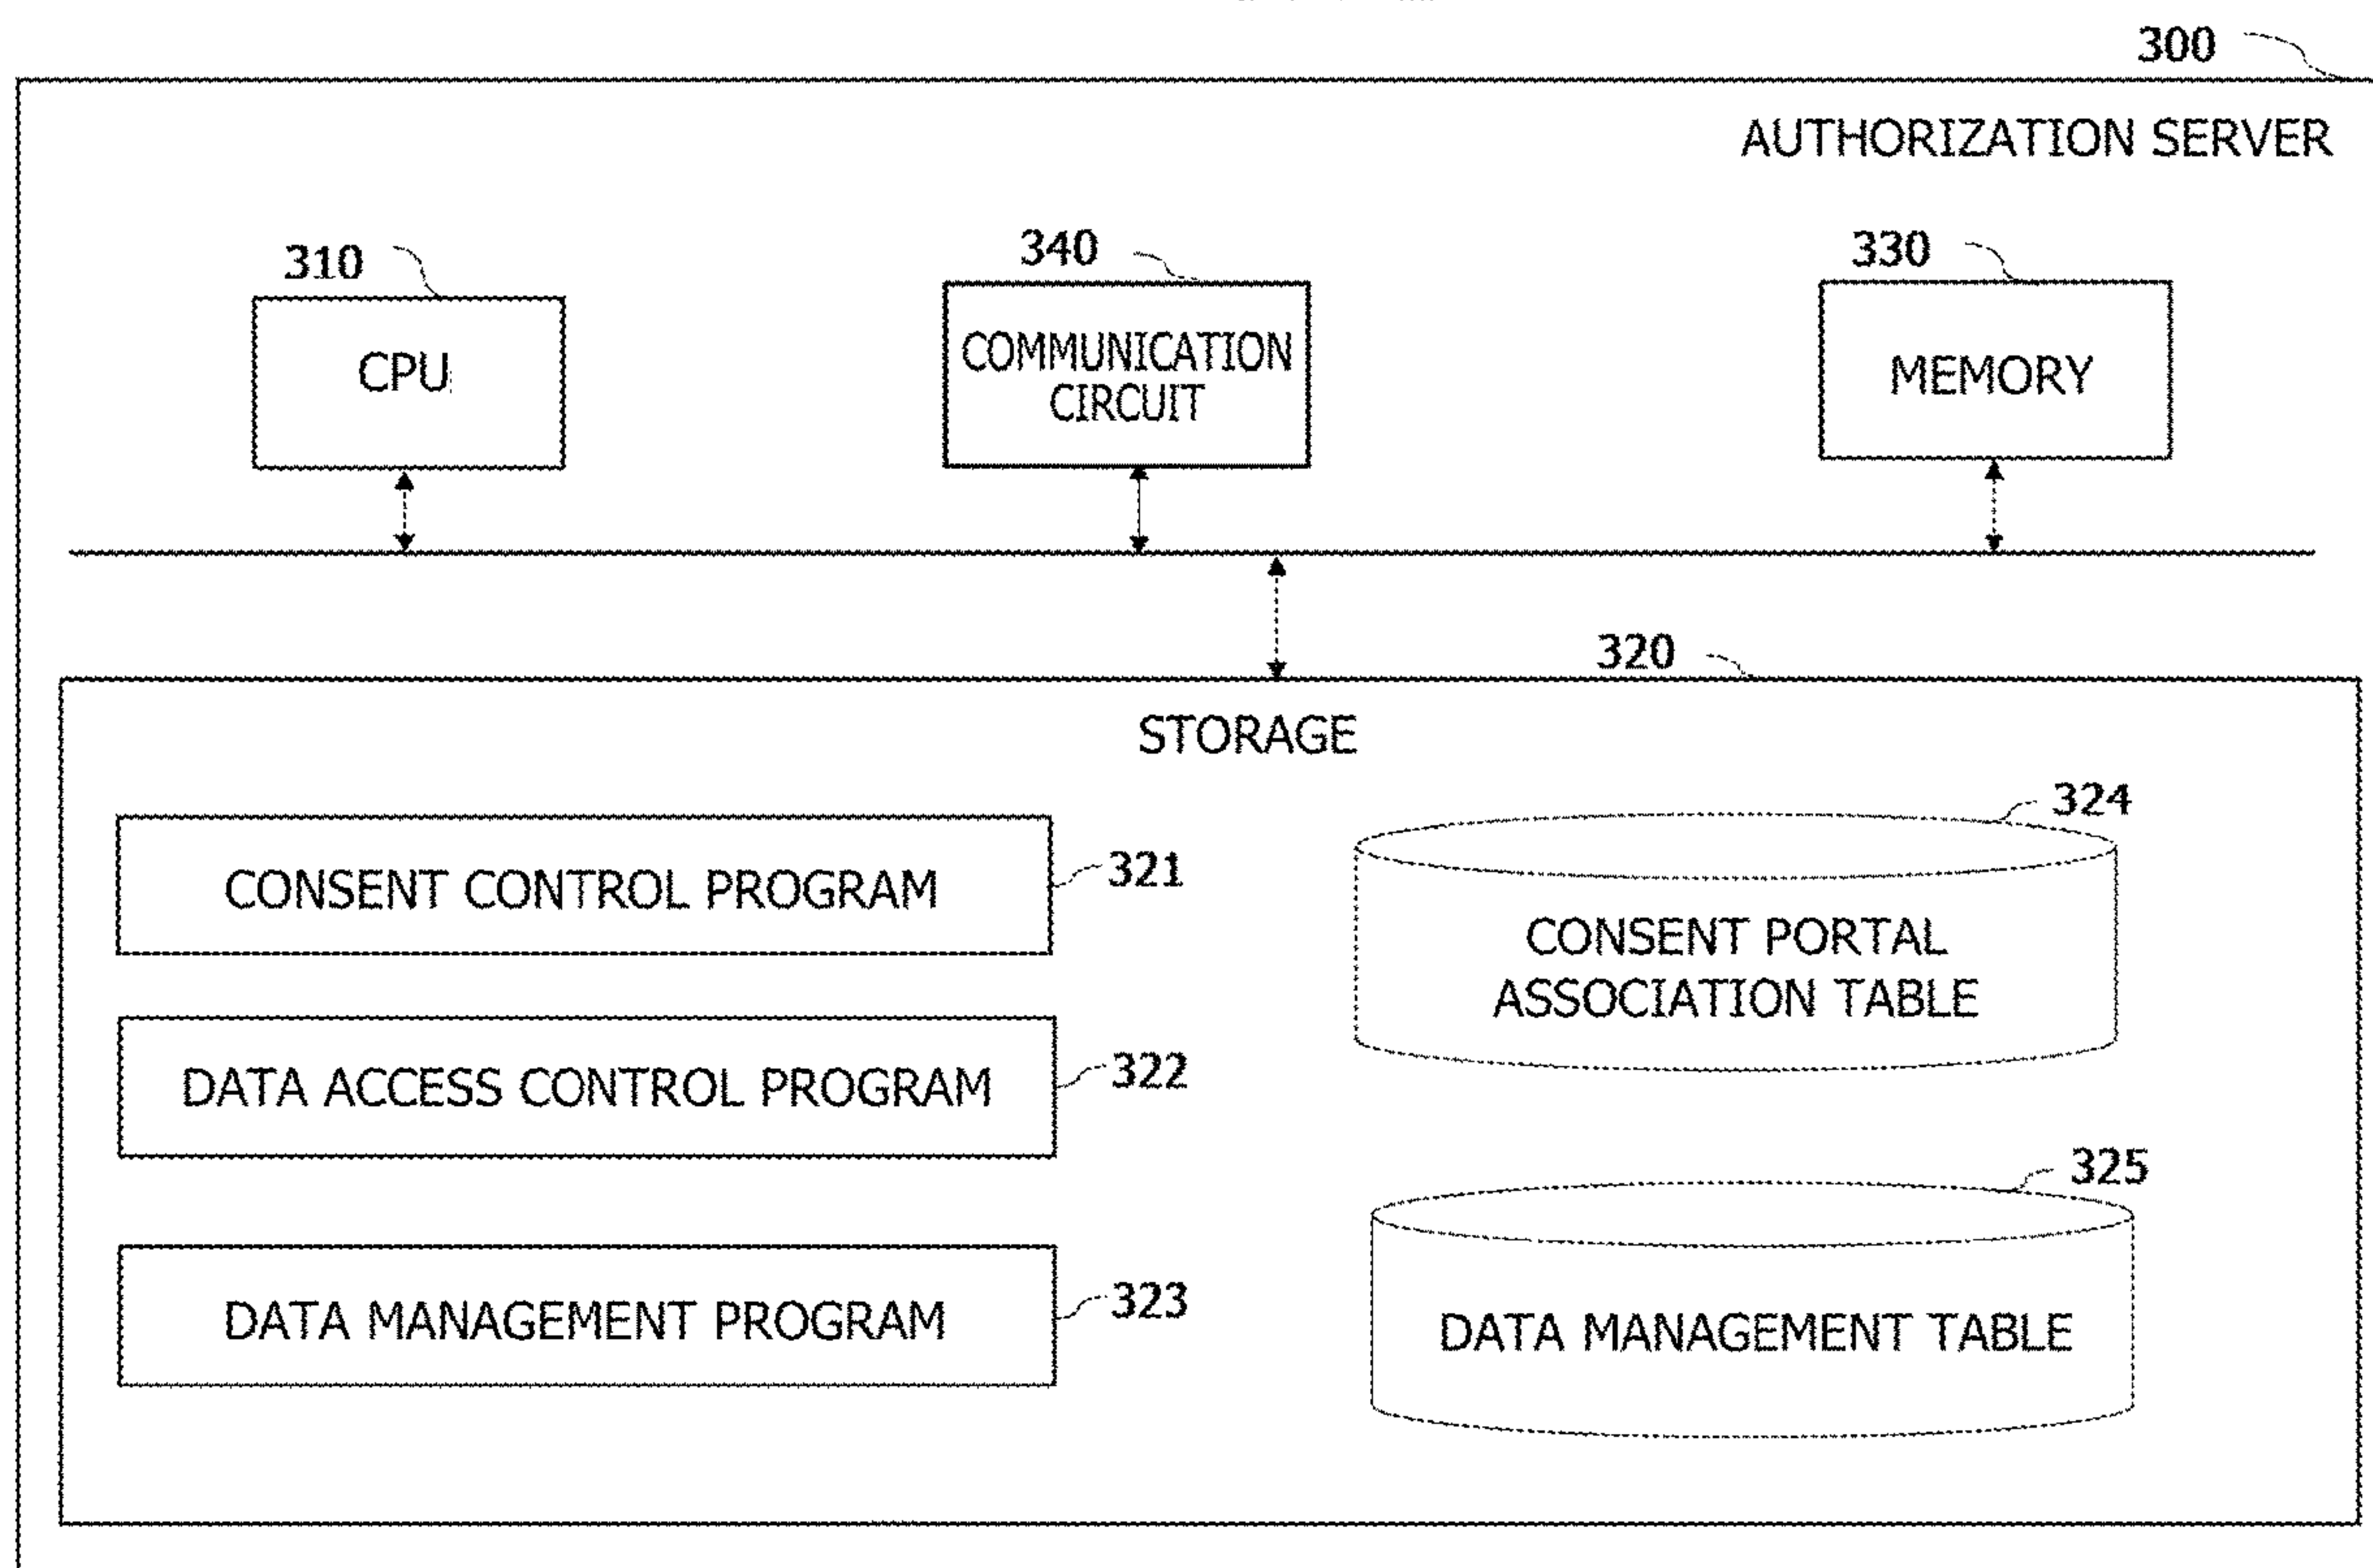 300
AUTHORIZATION SERVER
310
340
330
CPU
COMMUNICATION
CIRCUIT
MEMORY
320
STORAGE
324
CONSENT CONTROL PROGRAM
321
CONSENT PORTAL
ASSOCIATION TABLE
DATA ACCESS CONTROL PROGRAM
322
325
DATA MANAGEMENT PROGRAM
323
DATA MANAGEMENT TABLE